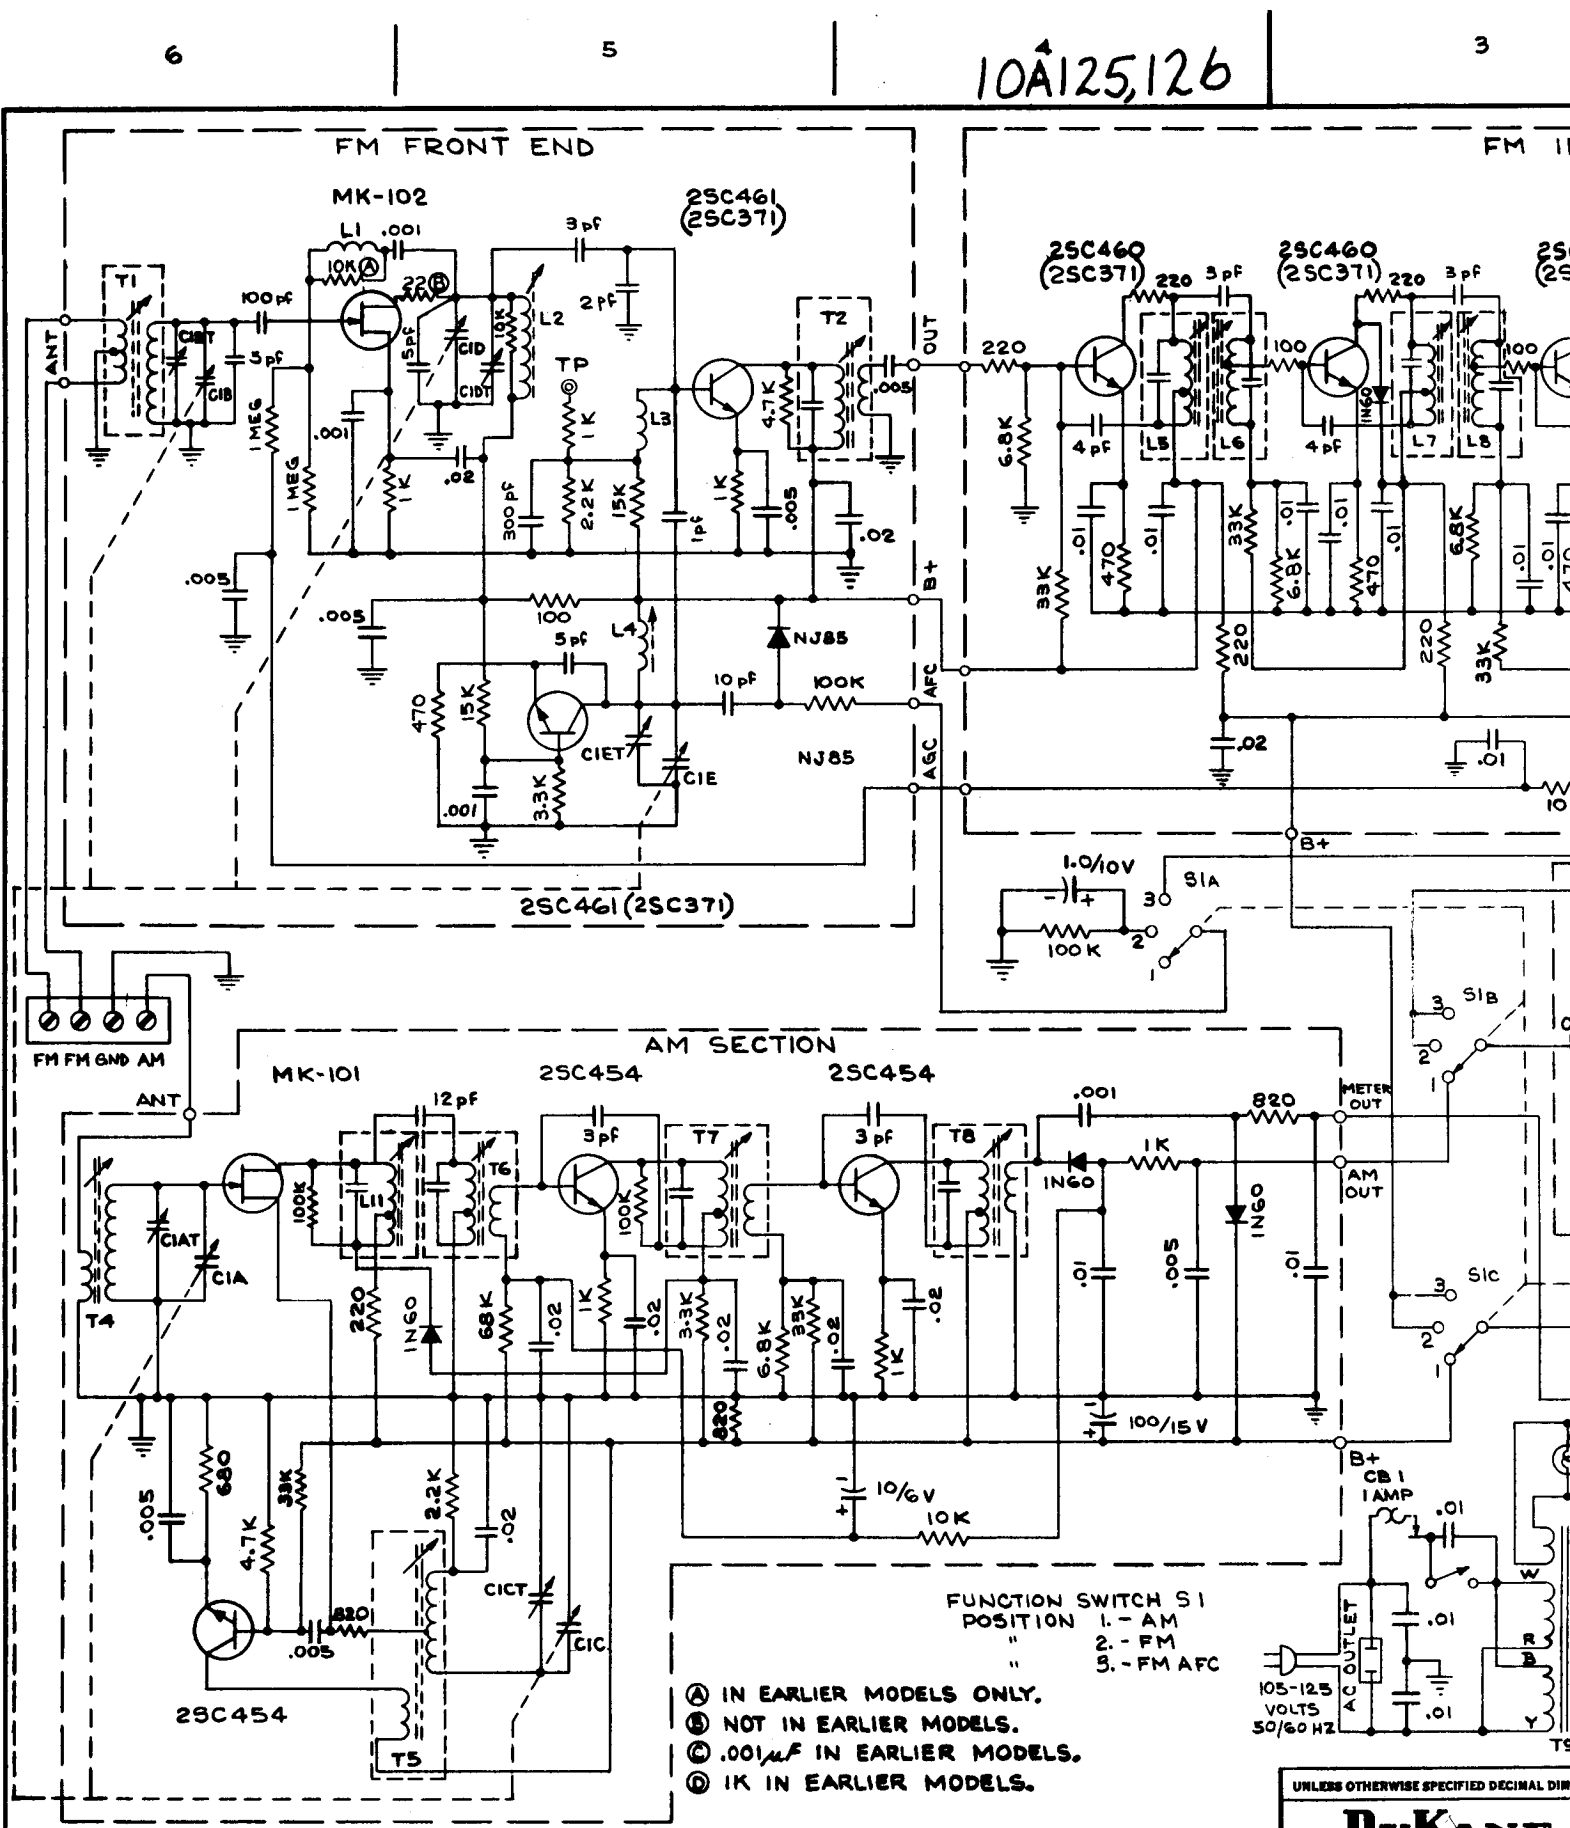 6
5
4
3
10A125,126
FM FRONT END
MK-102
2SC461
(2SC371)
L1
.001
10K Ⓐ
22 Ⓑ
3pf
2pf
T1
100pf
C1BT
5pf
C1B
ANT
5pf
C1D
C1DT
10K
L2
TP
T2
OUT
.005
1 MEG
1 MEG
.001
1K
.02
300pf
1K
2.2K
L3
15K
1pf
4.7K
1K
.005
.02
B+
.005
.005
100
L4
5pf
NJ85
10pf
100K
AFC
470
15K
C1ET
C1E
NJ85
AGC
.001
3.3K
2SC461 (2SC371)
FM
2SC460
(2SC371)
220
3pf
2SC460
(2SC371)
220
3pf
220
6.8K
4pf
L5
L6
100
1N60
4pf
L7
L8
100
.01
470
.01
33K
.01
6.8K
.01
470
.01
6.8K
.01
.01
33K
220
220
33K
.02
.01
10
B+
1.0/10V
- +
100K
S1A
3
2
1
S1B
3
2
1
S1C
3
2
1
FM FM GND AM
ANT
AM SECTION
MK-101
2SC454
2SC454
12pf
3pf
T7
3pf
T8
.001
820
METER
OUT
T6
L11
100K
100K
1N60
1K
AM
OUT
C1AT
C1A
T4
220
1N60
68K
.02
1K
.02
3.3K
.02
6.8K
33K
.02
1K
.02
.01
.005
1N60
.01
820
100/15V
- +
B+
.005
680
4.7K
33K
2.2K
.02
10/6V
- +
10K
820
.005
2SC454
T5
C1CT
C1C
CB1
1 AMP
.01
W
FUNCTION SWITCH S1
POSITION 1.- AM
" 2.- FM
" 3.- FM AFC
Ⓐ IN EARLIER MODELS ONLY.
Ⓑ NOT IN EARLIER MODELS.
Ⓒ .001µF IN EARLIER MODELS.
Ⓓ 1K IN EARLIER MODELS.
AC OUTLET
.01
R
B
105-125
VOLTS
50/60 HZ
.01
Y
UNLESS OTHERWISE SPECIFIED DECIMAL
DUKANE